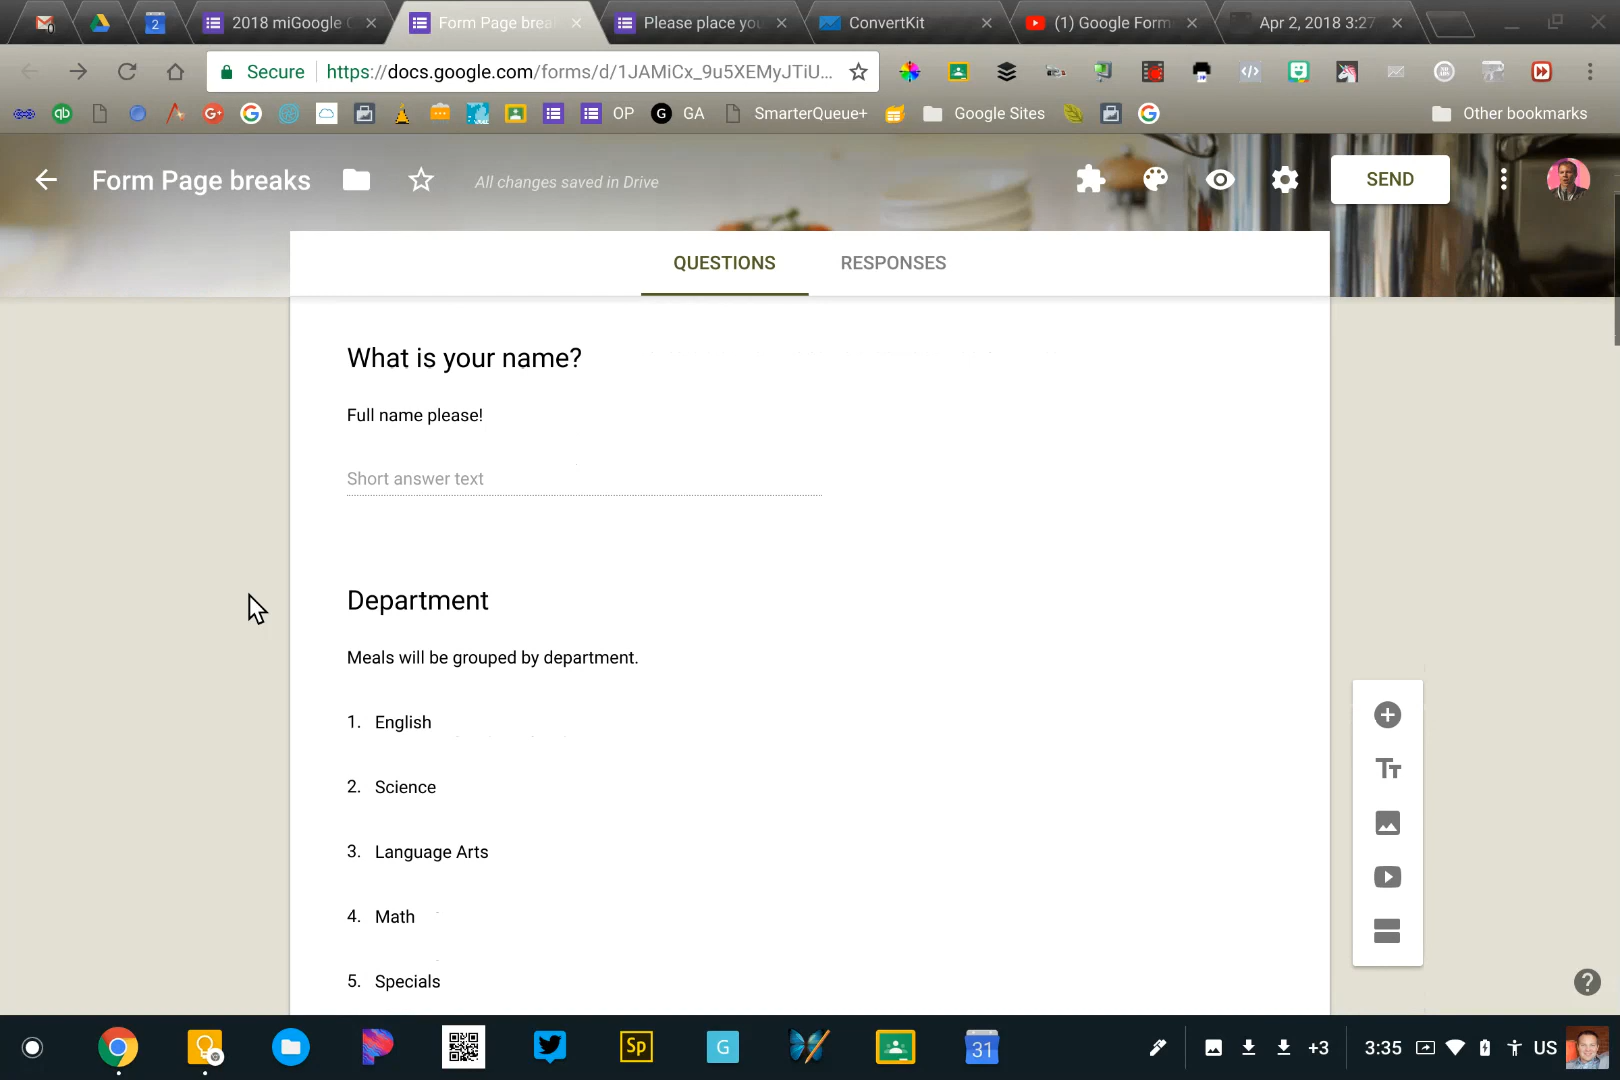 2018 miGoogle C
Form Page brea
Please place you
ConvertKit
(1) Google Form
Apr 2, 2018 3:27
Secure
https://docs.google.com/forms/d/1JAMiCx_9u5XEMyJTiU...
OP
GA
SmarterQueue+
Google Sites
Other bookmarks
Form Page breaks
All changes saved in Drive
SEND
QUESTIONS
RESPONSES
What is your name?
Full name please!
Short answer text
Department
Meals will be grouped by department.
1. English
2. Science
3. Language Arts
4. Math
5. Specials
Sp
G
31
+3
3:35
US